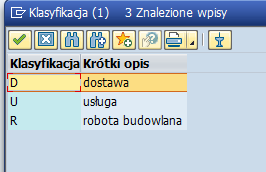 Klasyfikacja (1) 3 Znalezione wpisy
Klasyfikacja Krótki opis
D dostawa
U usługa
R robota budowlana